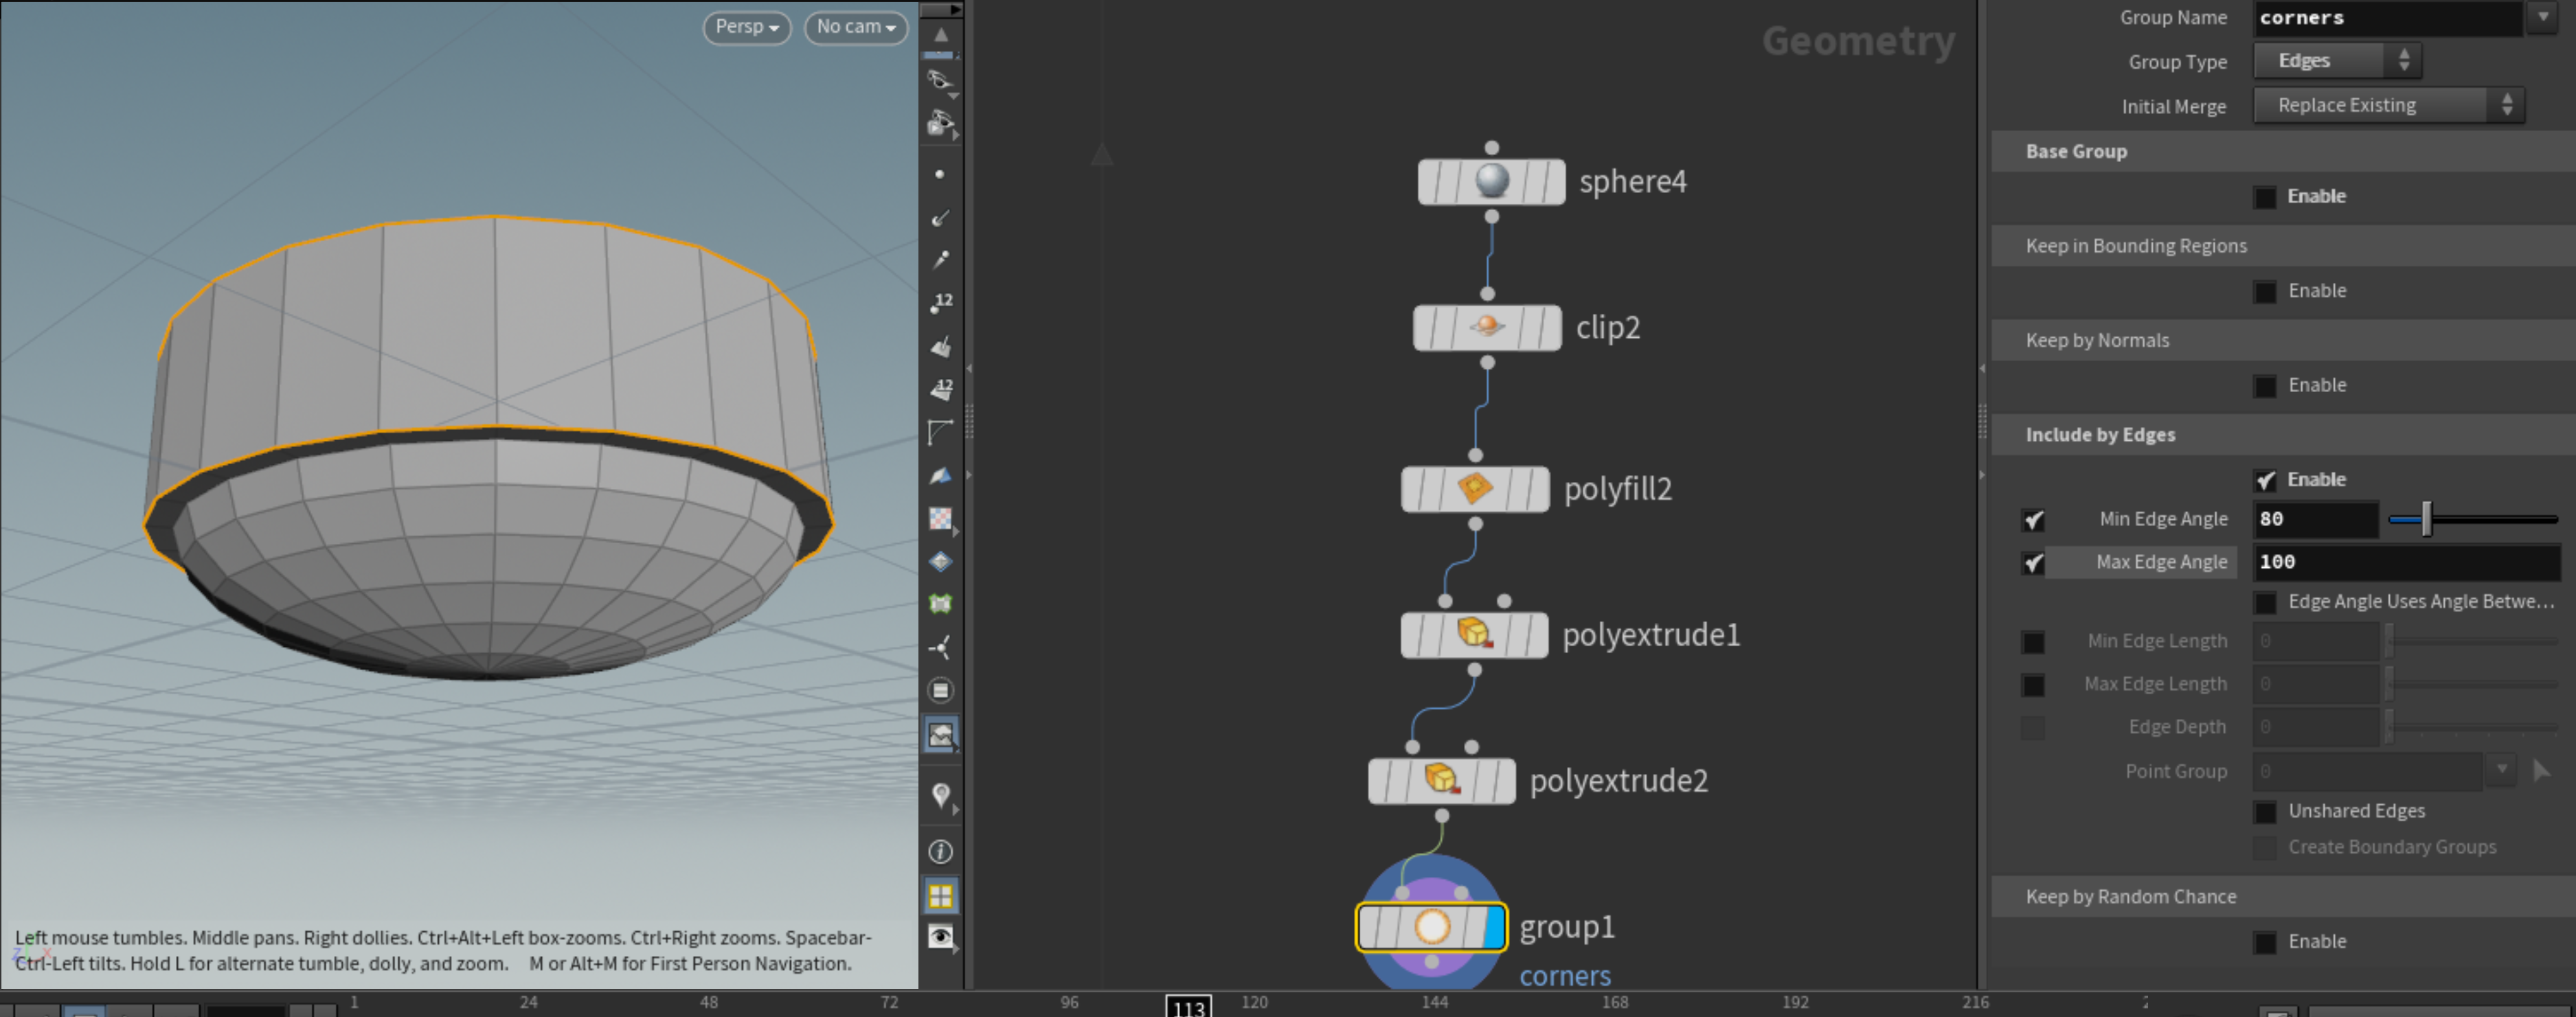 Persp
No cam
12
12
Left mouse tumbles. Middle pans. Right dollies. Ctrl+Alt+Left box-zooms. Ctrl+Right zooms. Spacebar-
Ctrl-Left tilts. Hold L for alternate tumble, dolly, and zoom. M or Alt+M for First Person Navigation.
Geometry
sphere4
clip2
polyfill2
polyextrude1
polyextrude2
group1
corners
Group Name corners
Group Type Edges
Initial Merge Replace Existing
Base Group
Enable
Keep in Bounding Regions
Enable
Keep by Normals
Enable
Include by Edges
Enable
Min Edge Angle 80
Max Edge Angle 100
Edge Angle Uses Angle Betwe...
Min Edge Length 0
Max Edge Length 0
Edge Depth 0
Point Group 0
Unshared Edges
Create Boundary Groups
Keep by Random Chance
Enable
1 24 48 72 96 113 120 144 168 192 216